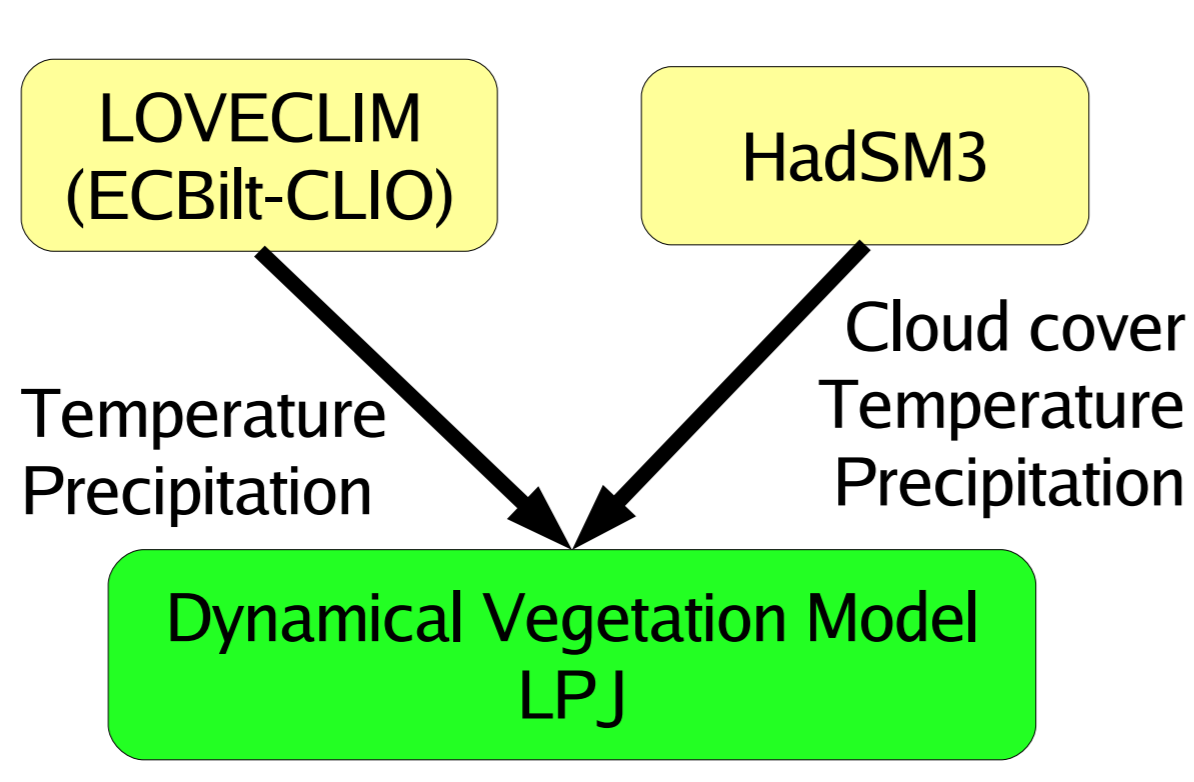 LOVECLIM
(ECBilt-CLIO)
HadSM3
Temperature
Precipitation
Cloud cover
Temperature
Precipitation
Dynamical Vegetation Model
LPJ